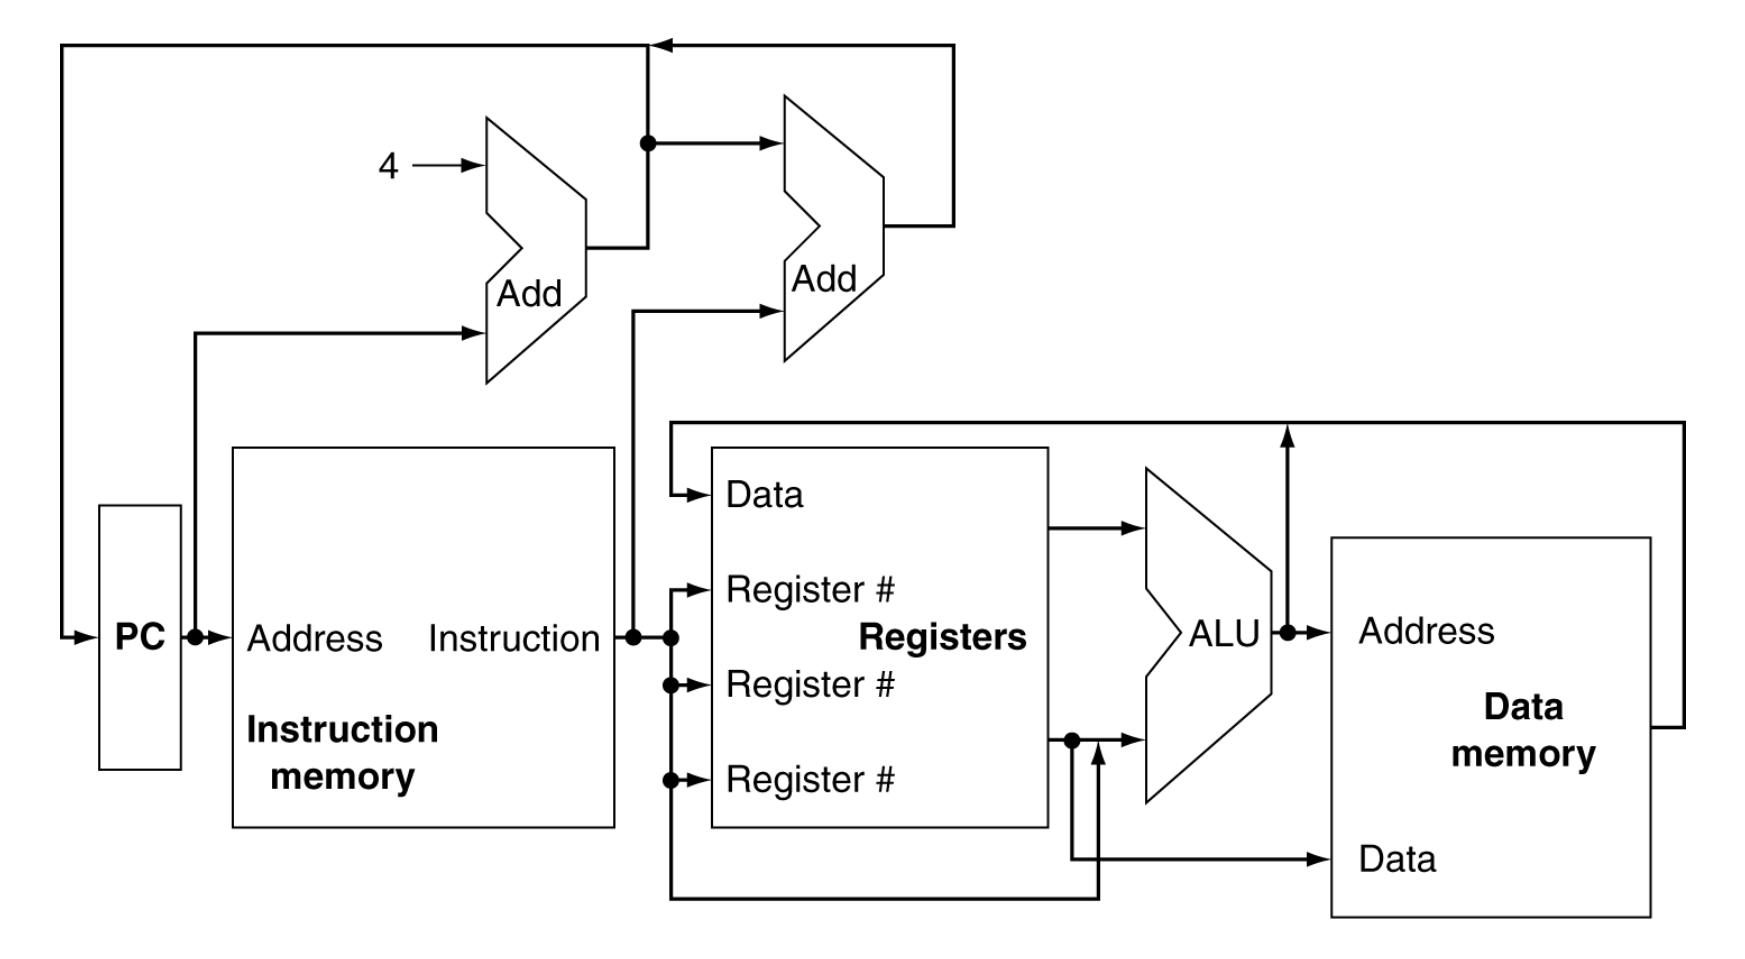 4
Add
Add
Data
Register #
Registers
ALU
PC
Address
Instruction
Address
Register #
Instruction
memory
Data
memory
Register #
Data